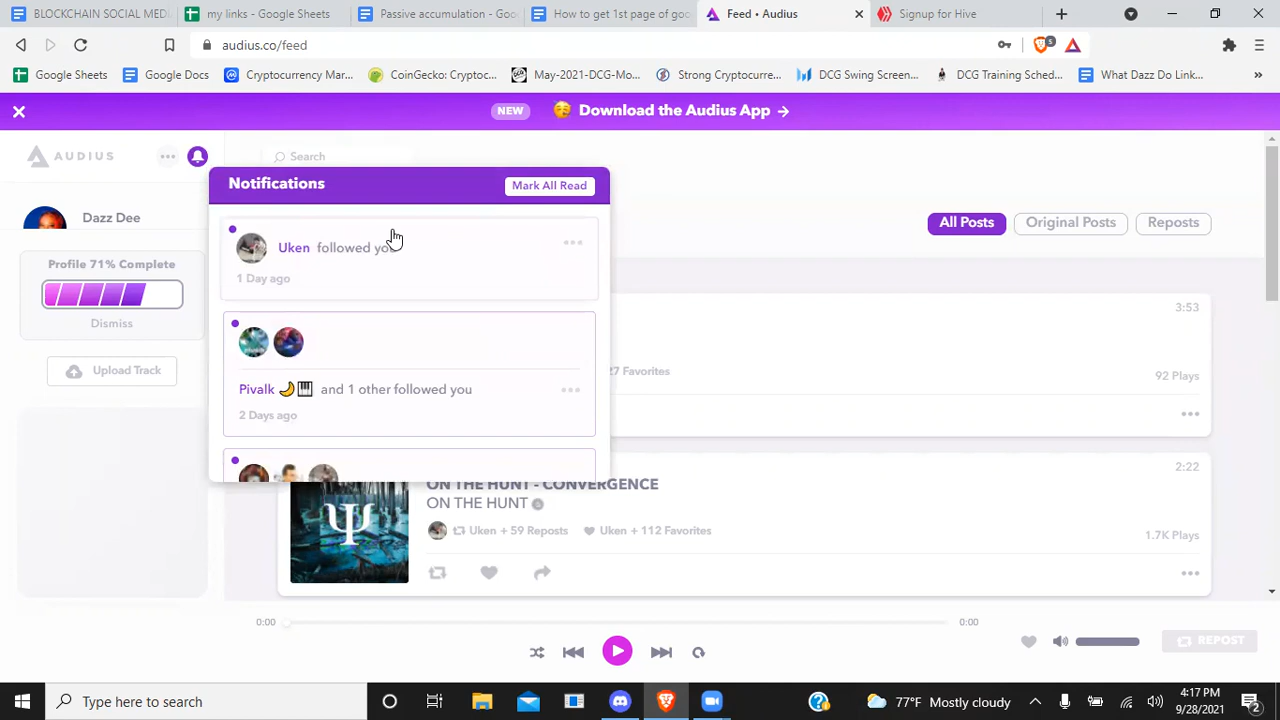 BLOCKCHAIN SOCIAL MEDI
my links - Google Sheets
Passive accumulation - Goo
How to get 1st page of goo
Feed • Audius
Signup for Hive
audius.co/feed
5
Google Sheets
Google Docs
Cryptocurrency Mar...
CoinGecko: Cryptoc...
May-2021-DCG-Mo...
Strong Cryptocurre...
DCG Swing Screen...
DCG Training Sched...
What Dazz Do Link...
»
NEW
Download the Audius App →
AUDIUS
Search
Notifications
Mark All Read
Dazz Dee
All Posts
Original Posts
Reposts
Uken followed you
1 Day ago
Profile 71% Complete
Dismiss
3:53
Upload Track
27 Favorites
92 Plays
Pivalk 🌙🎹 and 1 other followed you
2 Days ago
2:22
ON THE HUNT - CONVERGENCE
ON THE HUNT
Uken + 59 Reposts
Uken + 112 Favorites
1.7K Plays
Ψ
0:00
0:00
REPOST
Type here to search
77°F Mostly cloudy
4:17 PM
9/28/2021
2